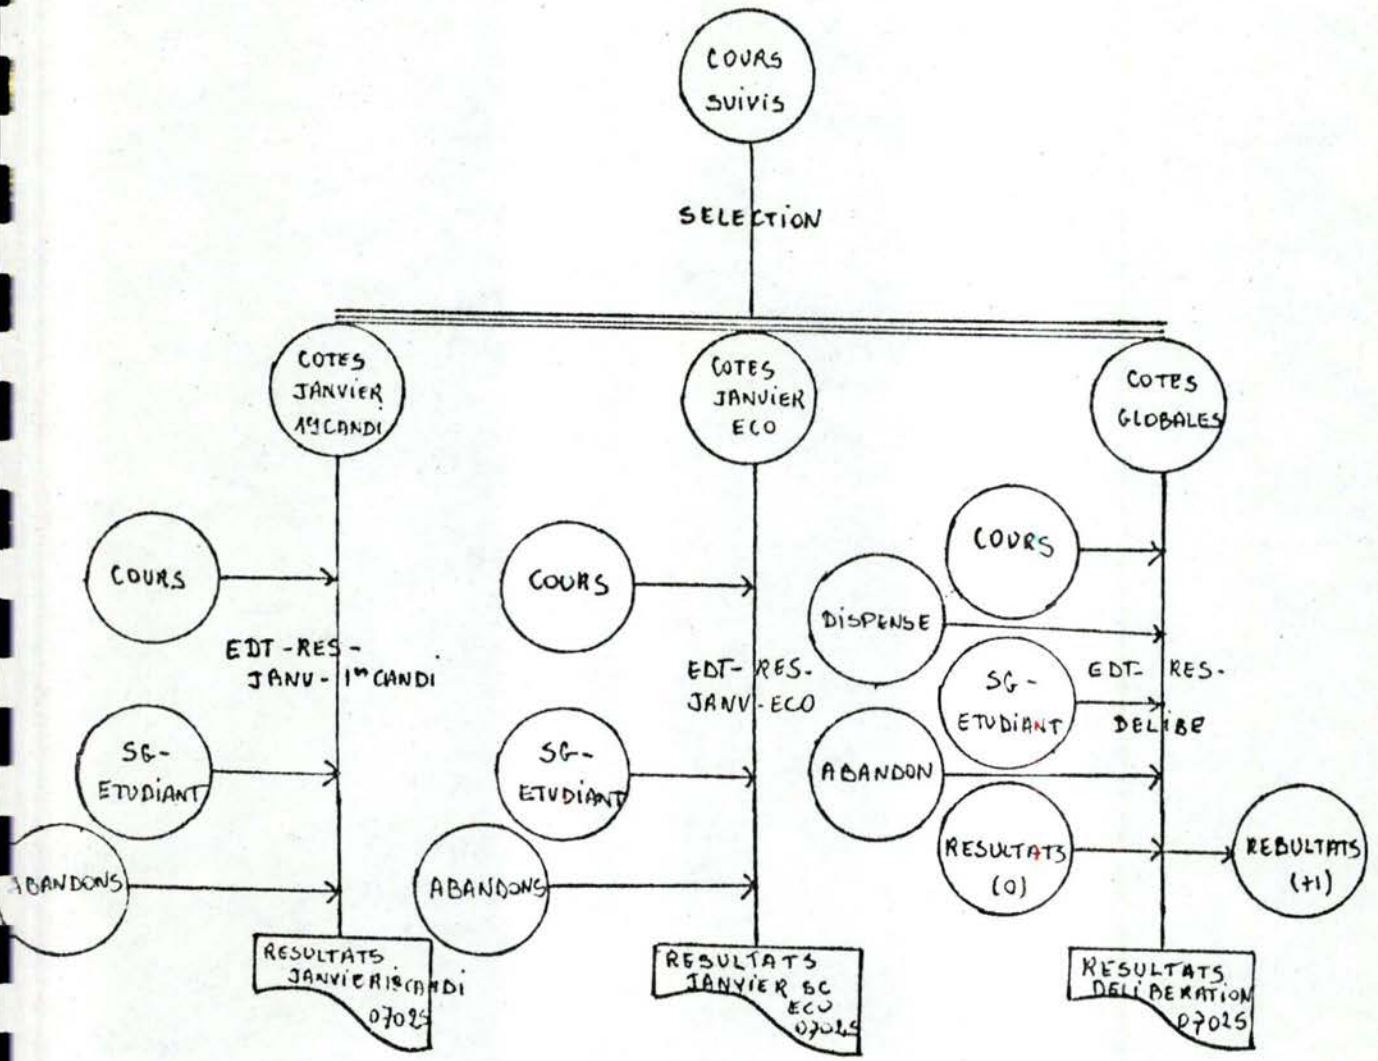 COURS
SUIVIS
SELECTION
COTES
JANVIER
CANDI
COTES
JANVIER
ECO
COTES
GLOBALES
COURS
EDT-RES-
JANV-1re CANDI
SG-
ETUDIANT
ABANDONS
RESULTATS
JANVIER CANDI
07025
COURS
EDT-RES-
JANV-ECO
SG-
ETUDIANT
ABANDONS
RESULTATS
JANVIER SC
ECO
07025
COURS
DISPENSE
EDT-RES-
DELIBE
SG-
ETUDIANT
ABANDON
RESULTATS
(0)
RESULTATS
(+1)
RESULTATS
DELIBERATION
07025